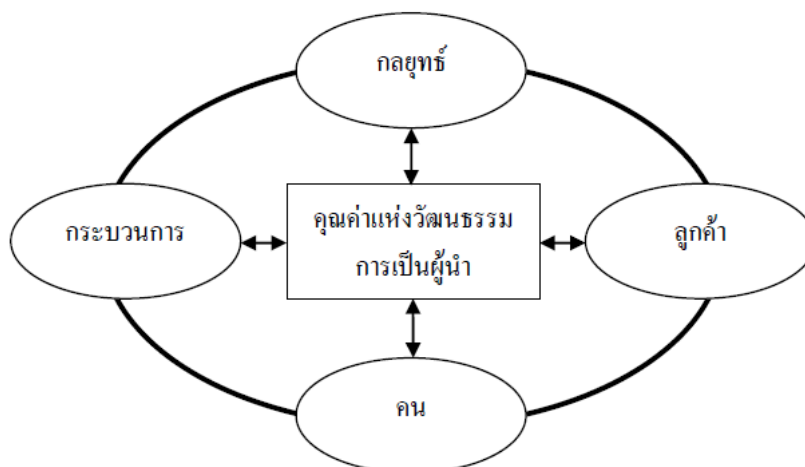 กลยุทธ์
กระบวนการ
คุณค่าแห่งวัฒนธรรม
การเป็นผู้นำ
ลูกค้า
คน